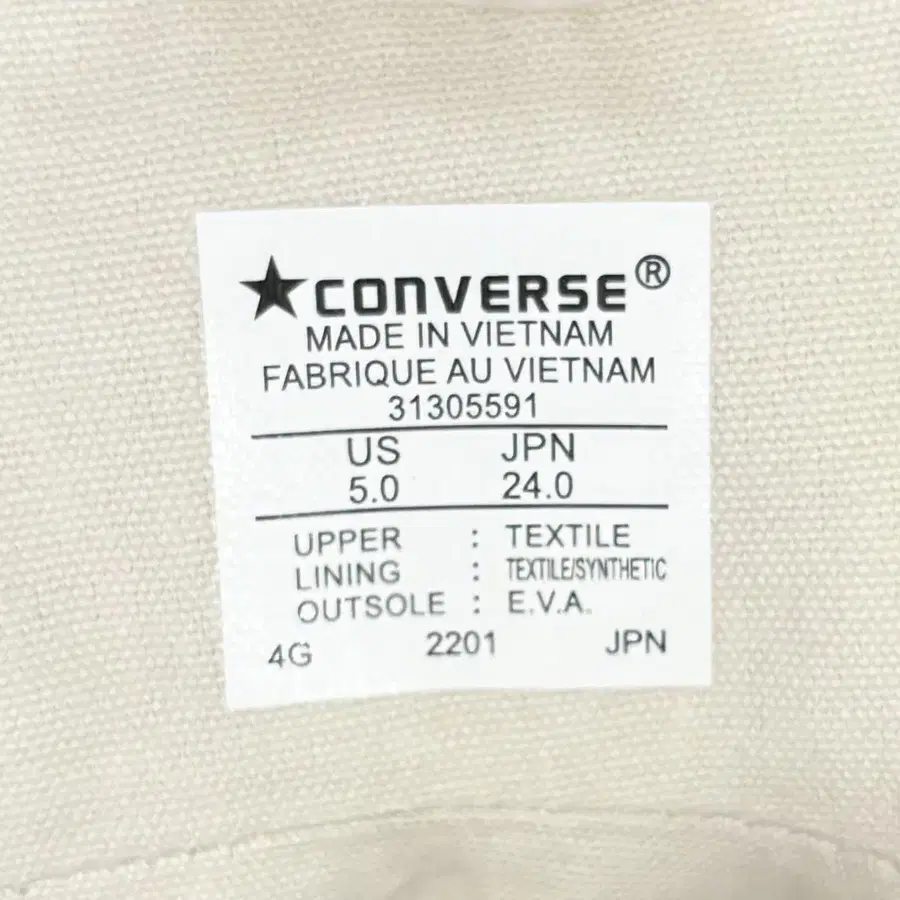 ★CONVERSE®
MADE IN VIETNAM
FABRIQUE AU VIETNAM
31305591
US JPN
5.0 24.0
UPPER : TEXTILE
LINING : TEXTILE/SYNTHETIC
OUTSOLE : E.V.A.
4G 2201 JPN